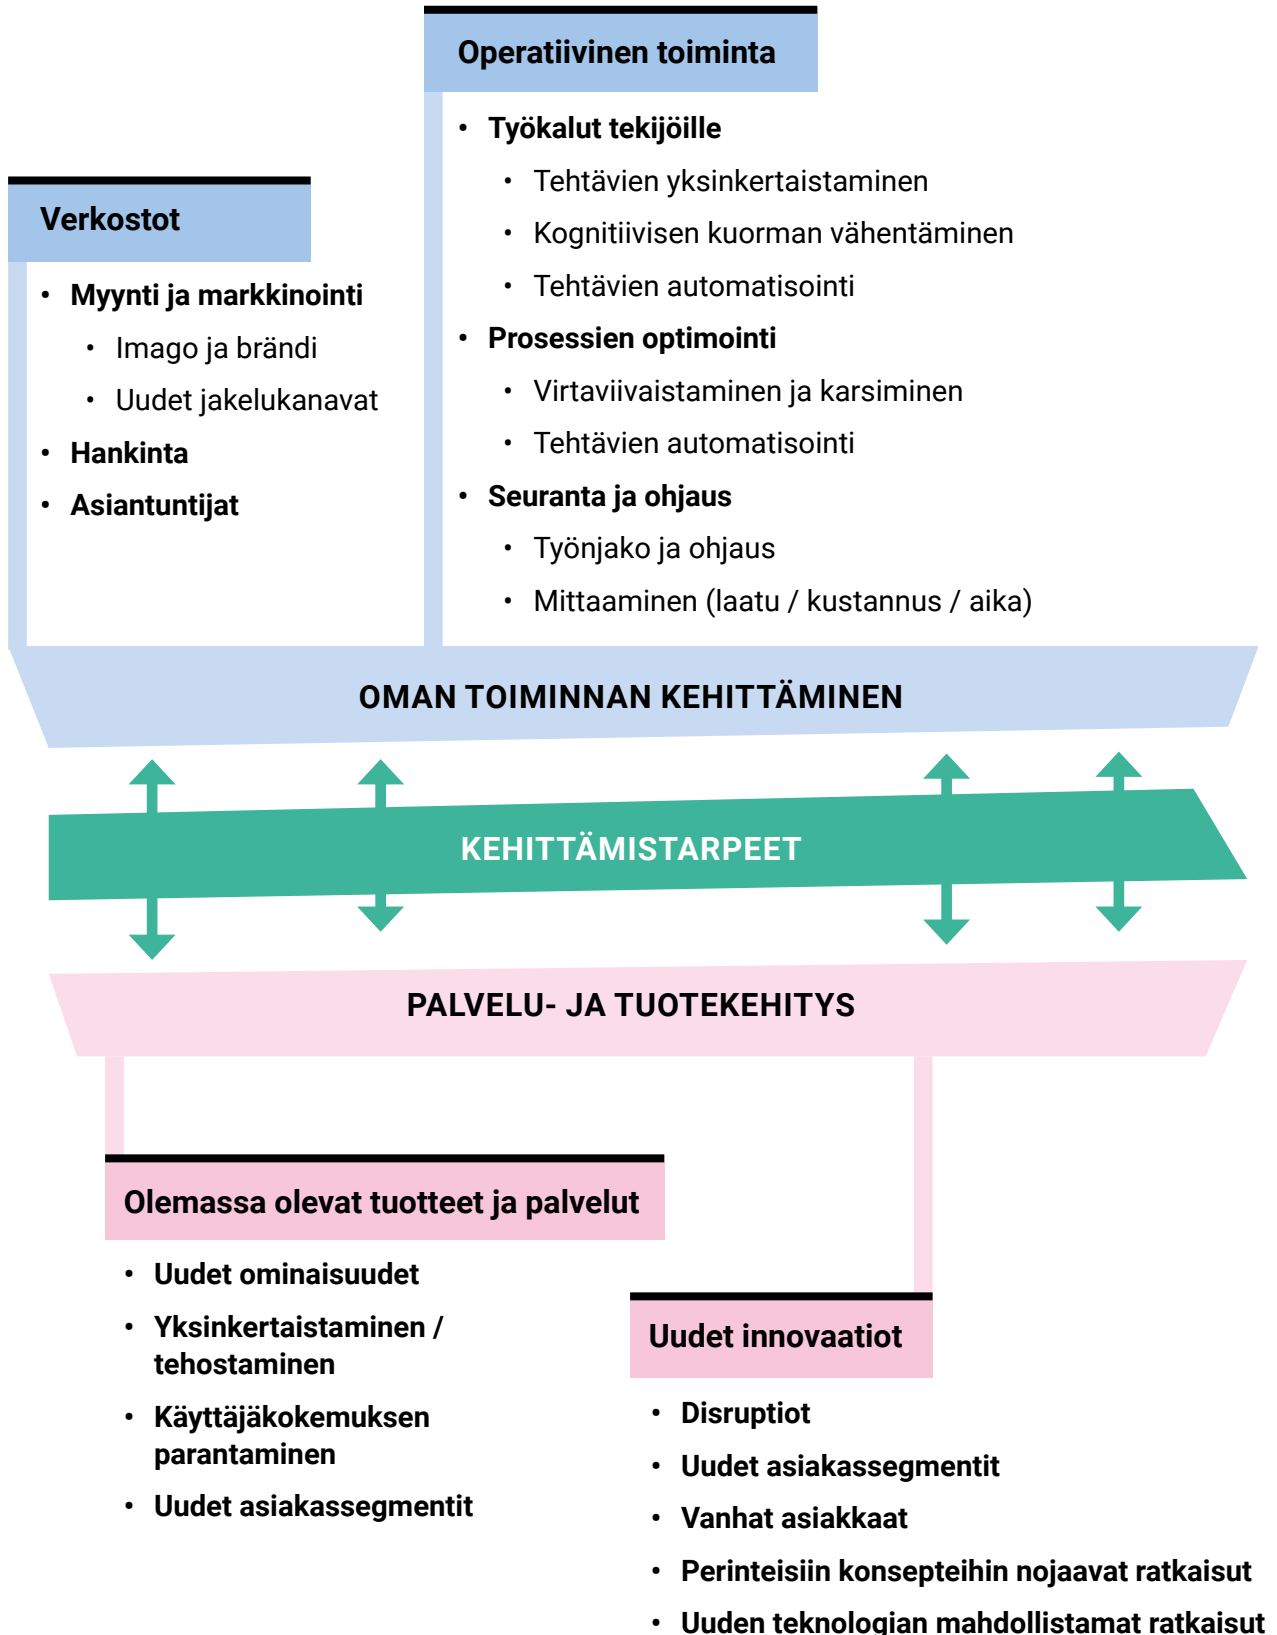 Operatiivinen toiminta
• Työkalut tekijöille
• Tehtävien yksinkertaistaminen
• Kognitiivisen kuorman vähentäminen
• Tehtävien automatisointi
• Prosessien optimointi
• Virtaviivaistaminen ja karsiminen
• Tehtävien automatisointi
• Seuranta ja ohjaus
• Työnjako ja ohjaus
• Mittaaminen (laatu / kustannus / aika)
Verkostot
• Myynti ja markkinointi
• Imago ja brändi
• Uudet jakelukanavat
• Hankinta
• Asiantuntijat
OMAN TOIMINNAN KEHITTÄMINEN
KEHITTÄMISTARPEET
PALVELU- JA TUOTEKEHITYS
Olemassa olevat tuotteet ja palvelut
• Uudet ominaisuudet
• Yksinkertaistaminen /
tehostaminen
• Käyttäjäkokemuksen
parantaminen
• Uudet asiakassegmentit
Uudet innovaatiot
• Disruptiot
• Uudet asiakassegmentit
• Vanhat asiakkaat
• Perinteisiin konsepteihin nojaavat ratkaisut
• Uuden teknologian mahdollistamat ratkaisut